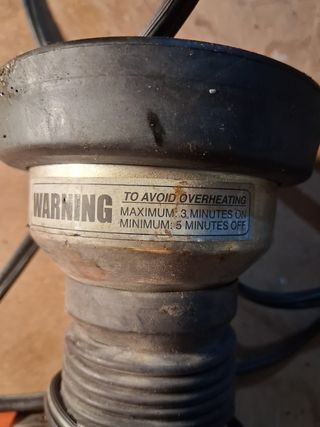 WARNING
TO AVOID OVERHEATING
MAXIMUM: 3 MINUTES ON
MINIMUM: 5 MINUTES OFF